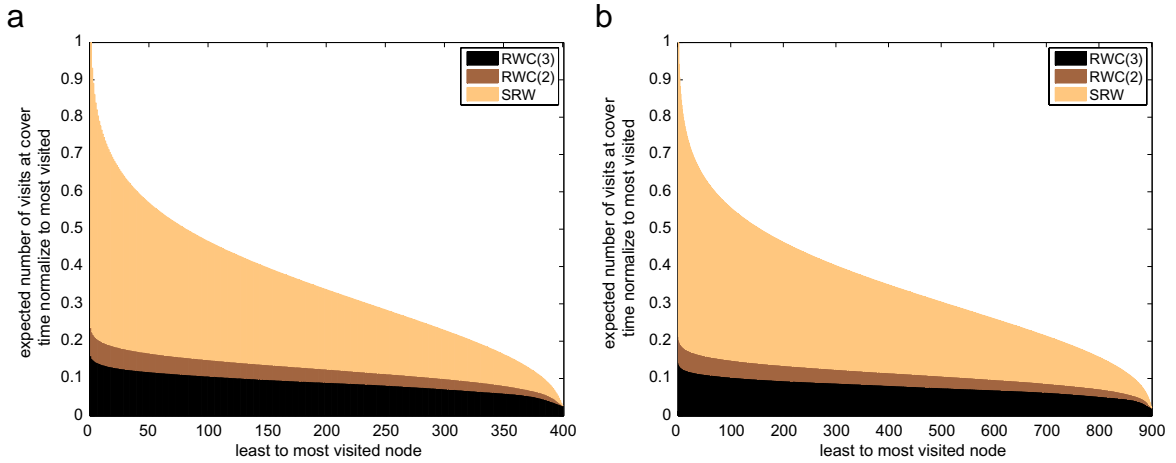 a
expected number of visits at cover
time normalize to most visited
1
0.9
0.8
0.7
0.6
0.5
0.4
0.3
0.2
0.1
0
RWC(3)
RWC(2)
SRW
0 50 100 150 200 250 300 350 400
least to most visited node
b
expected number of visits at cover
time normalize to most visited
1
0.9
0.8
0.7
0.6
0.5
0.4
0.3
0.2
0.1
0
RWC(3)
RWC(2)
SRW
0 100 200 300 400 500 600 700 800 900
least to most visited node